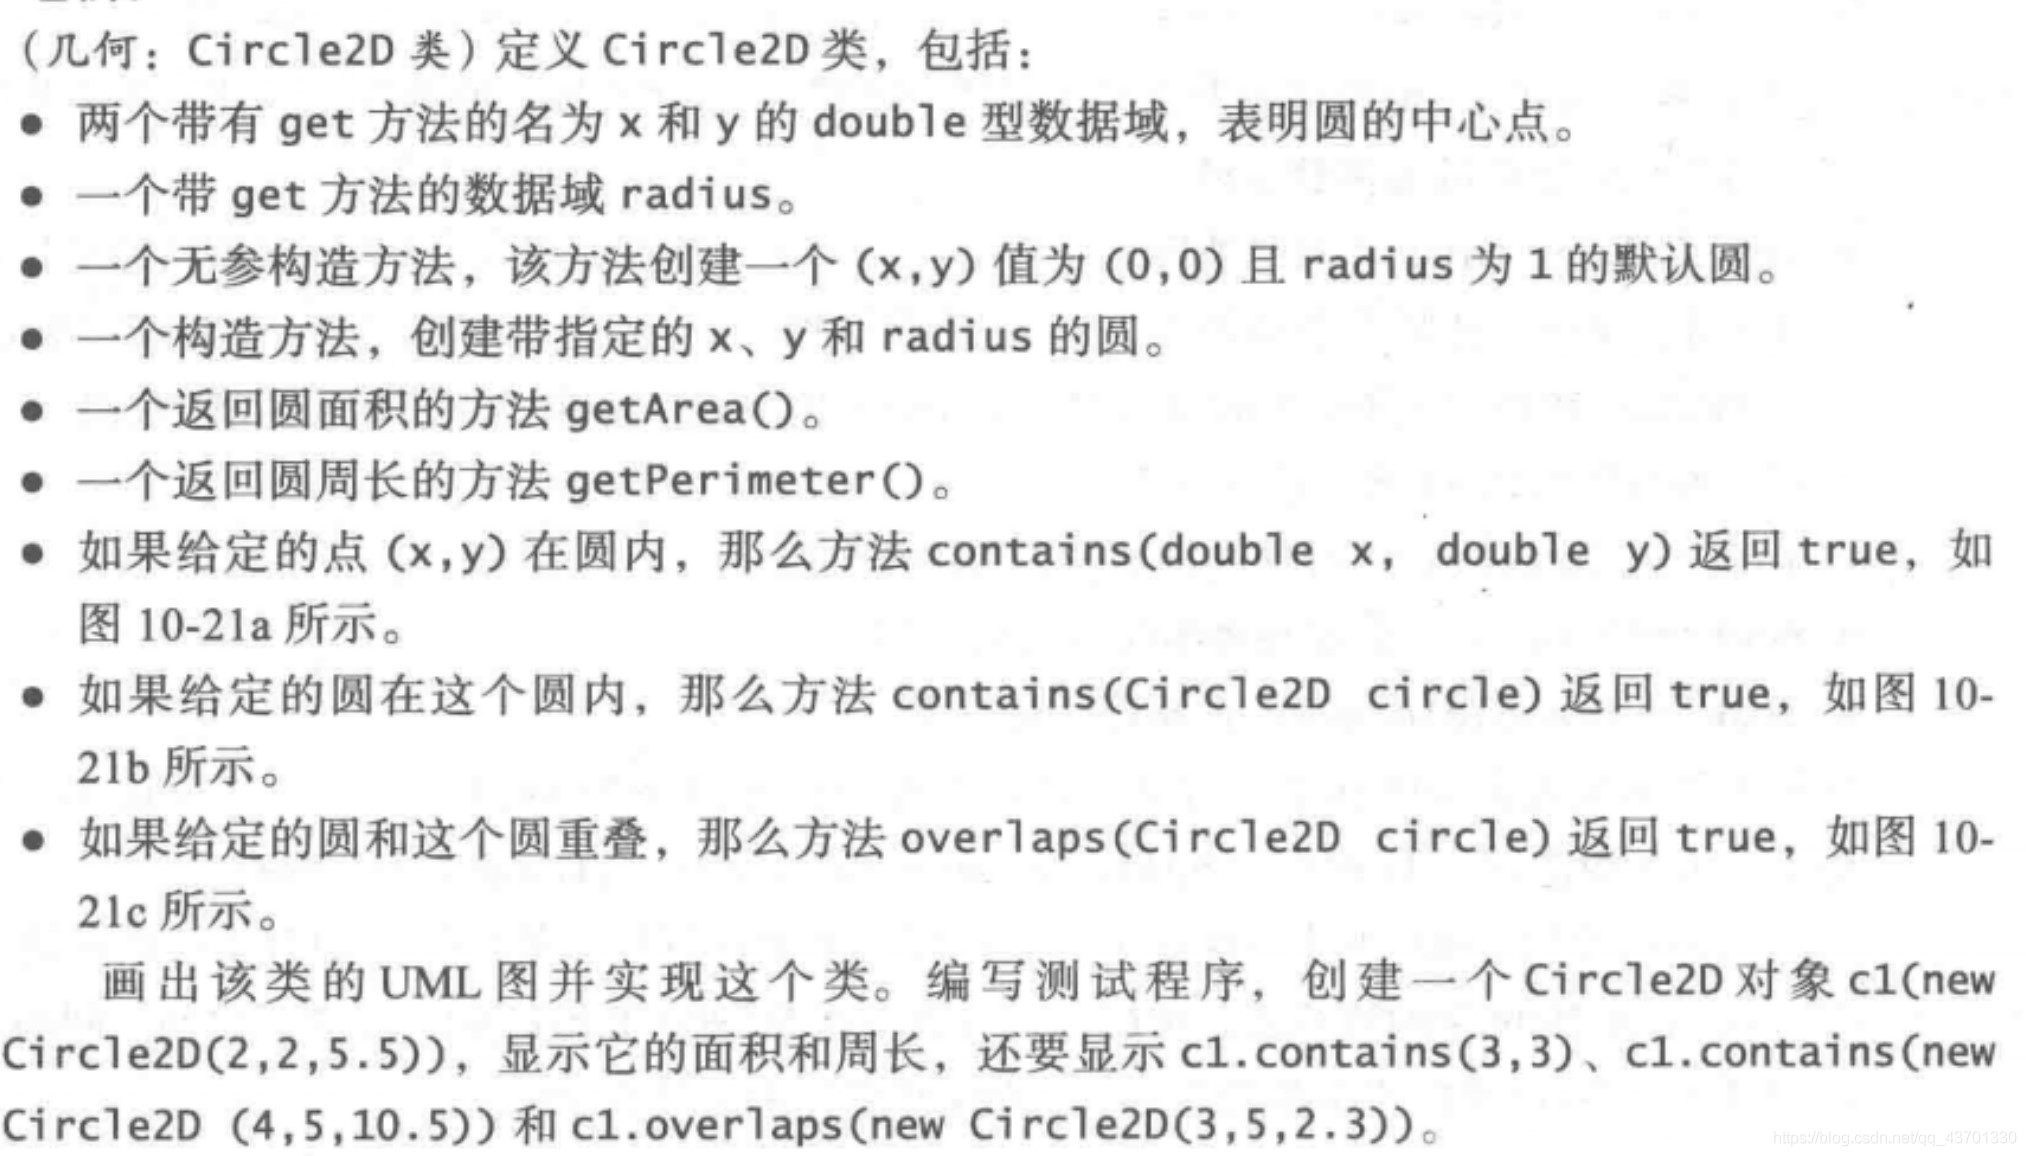 (几何：Circle2D 类) 定义 Circle2D 类，包括：
● 两个带有 get 方法的名为 x 和 y 的 double 型数据域，表明圆的中心点。
● 一个带 get 方法的数据域 radius。
● 一个无参构造方法，该方法创建一个 (x,y) 值为 (0,0) 且 radius 为 1 的默认圆。
● 一个构造方法，创建带指定的 x、y 和 radius 的圆。
● 一个返回圆面积的方法 getArea()。
● 一个返回圆周长的方法 getPerimeter()。
● 如果给定的点 (x,y) 在圆内，那么方法 contains(double x, double y) 返回 true，如
图 10-21a 所示。
● 如果给定的圆在这个圆内，那么方法 contains(Circle2D circle) 返回 true，如图 10-
21b 所示。
● 如果给定的圆和这个圆重叠，那么方法 overlaps(Circle2D circle) 返回 true，如图 10-
21c 所示。
画出该类的 UML 图并实现这个类。编写测试程序，创建一个 Circle2D 对象 c1(new
Circle2D(2,2,5.5))，显示它的面积和周长，还要显示 c1.contains(3,3)、c1.contains(new
Circle2D (4,5,10.5)) 和 c1.overlaps(new Circle2D(3,5,2.3))。
https://blog.csdn.net/qq_43701330